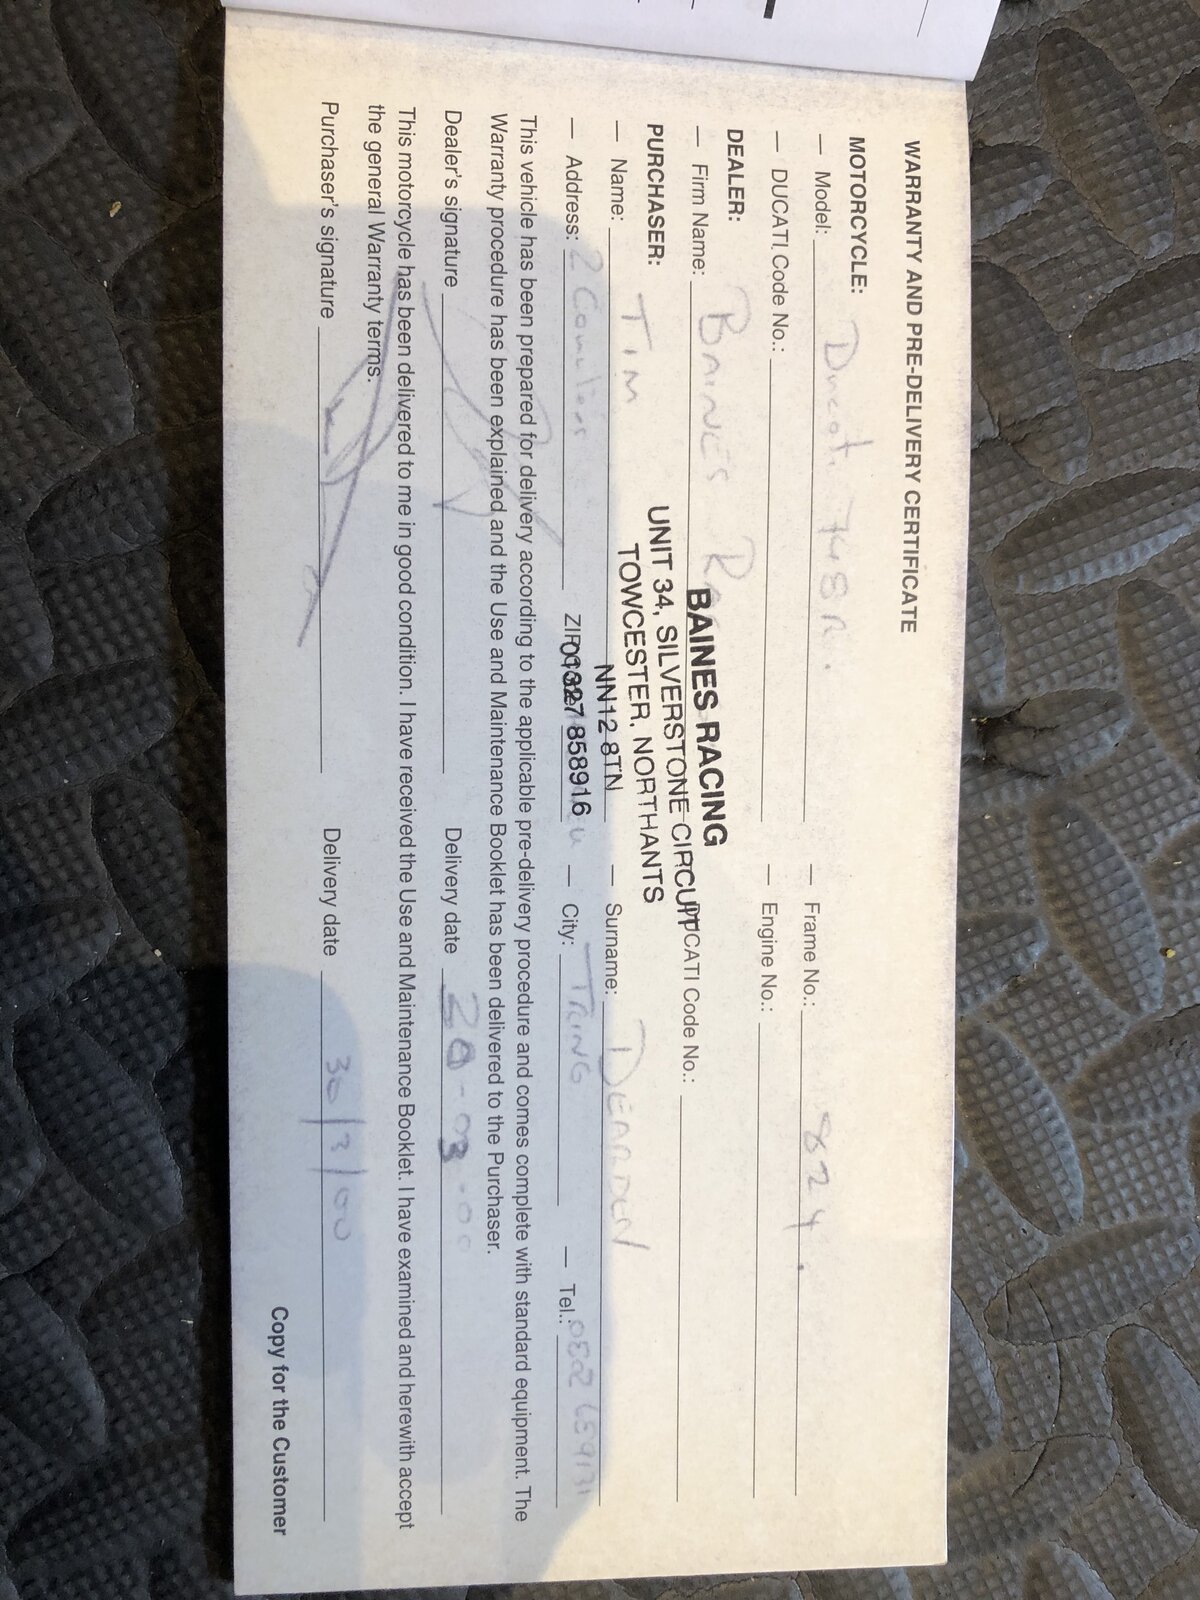 WARRANTY AND PRE-DELIVERY CERTIFICATE
MOTORCYCLE:
— Model: Ducati 748R. — Frame No.: 8224.
— DUCATI Code No.: — Engine No.:
DEALER:
— Firm Name: BAINES DUCATI Code No.:
BAINES RACING
UNIT 34, SILVERSTONE CIRCUIT
TOWCESTER. NORTHANTS
NN12 8TN
01327 858916
PURCHASER:
— Name: TIM — Surname: DEARDEN
— Address: 2 ZIP — City: TRING — Tel.:
This vehicle has been prepared for delivery according to the applicable pre-delivery procedure and comes complete with standard equipment. The
Warranty procedure has been explained and the Use and Maintenance Booklet has been delivered to the Purchaser.
Dealer's signature Delivery date
This motorcycle has been delivered to me in good condition. I have received the Use and Maintenance Booklet. I have examined and herewith accept
the general Warranty terms.
Purchaser's signature Delivery date 30/3/00
Copy for the Customer